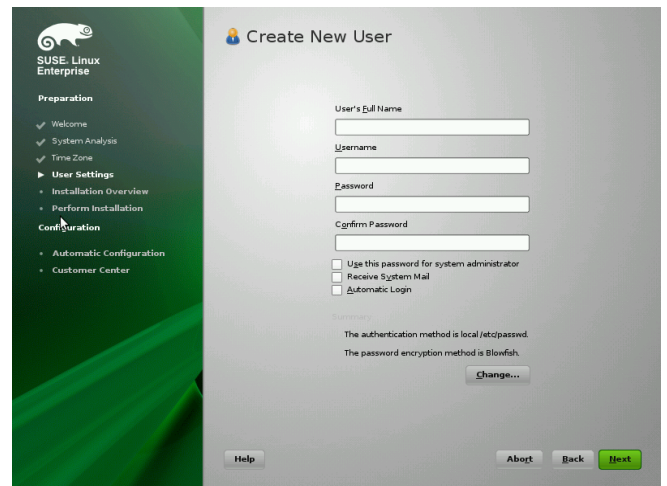 SUSE. Linux
Enterprise
Preparation
Welcome
System Analysis
Time Zone
User Settings
Installation Overview
Perform Installation
Configuration
Automatic Configuration
Customer Center
Create New User
User's Full Name
Username
Password
Confirm Password
Use this password for system administrator
Receive System Mail
Automatic Login
Summary
The authentication method is local /etc/passwd.
The password encryption method is Blowfish.
Change...
Help
Abort
Back
Next